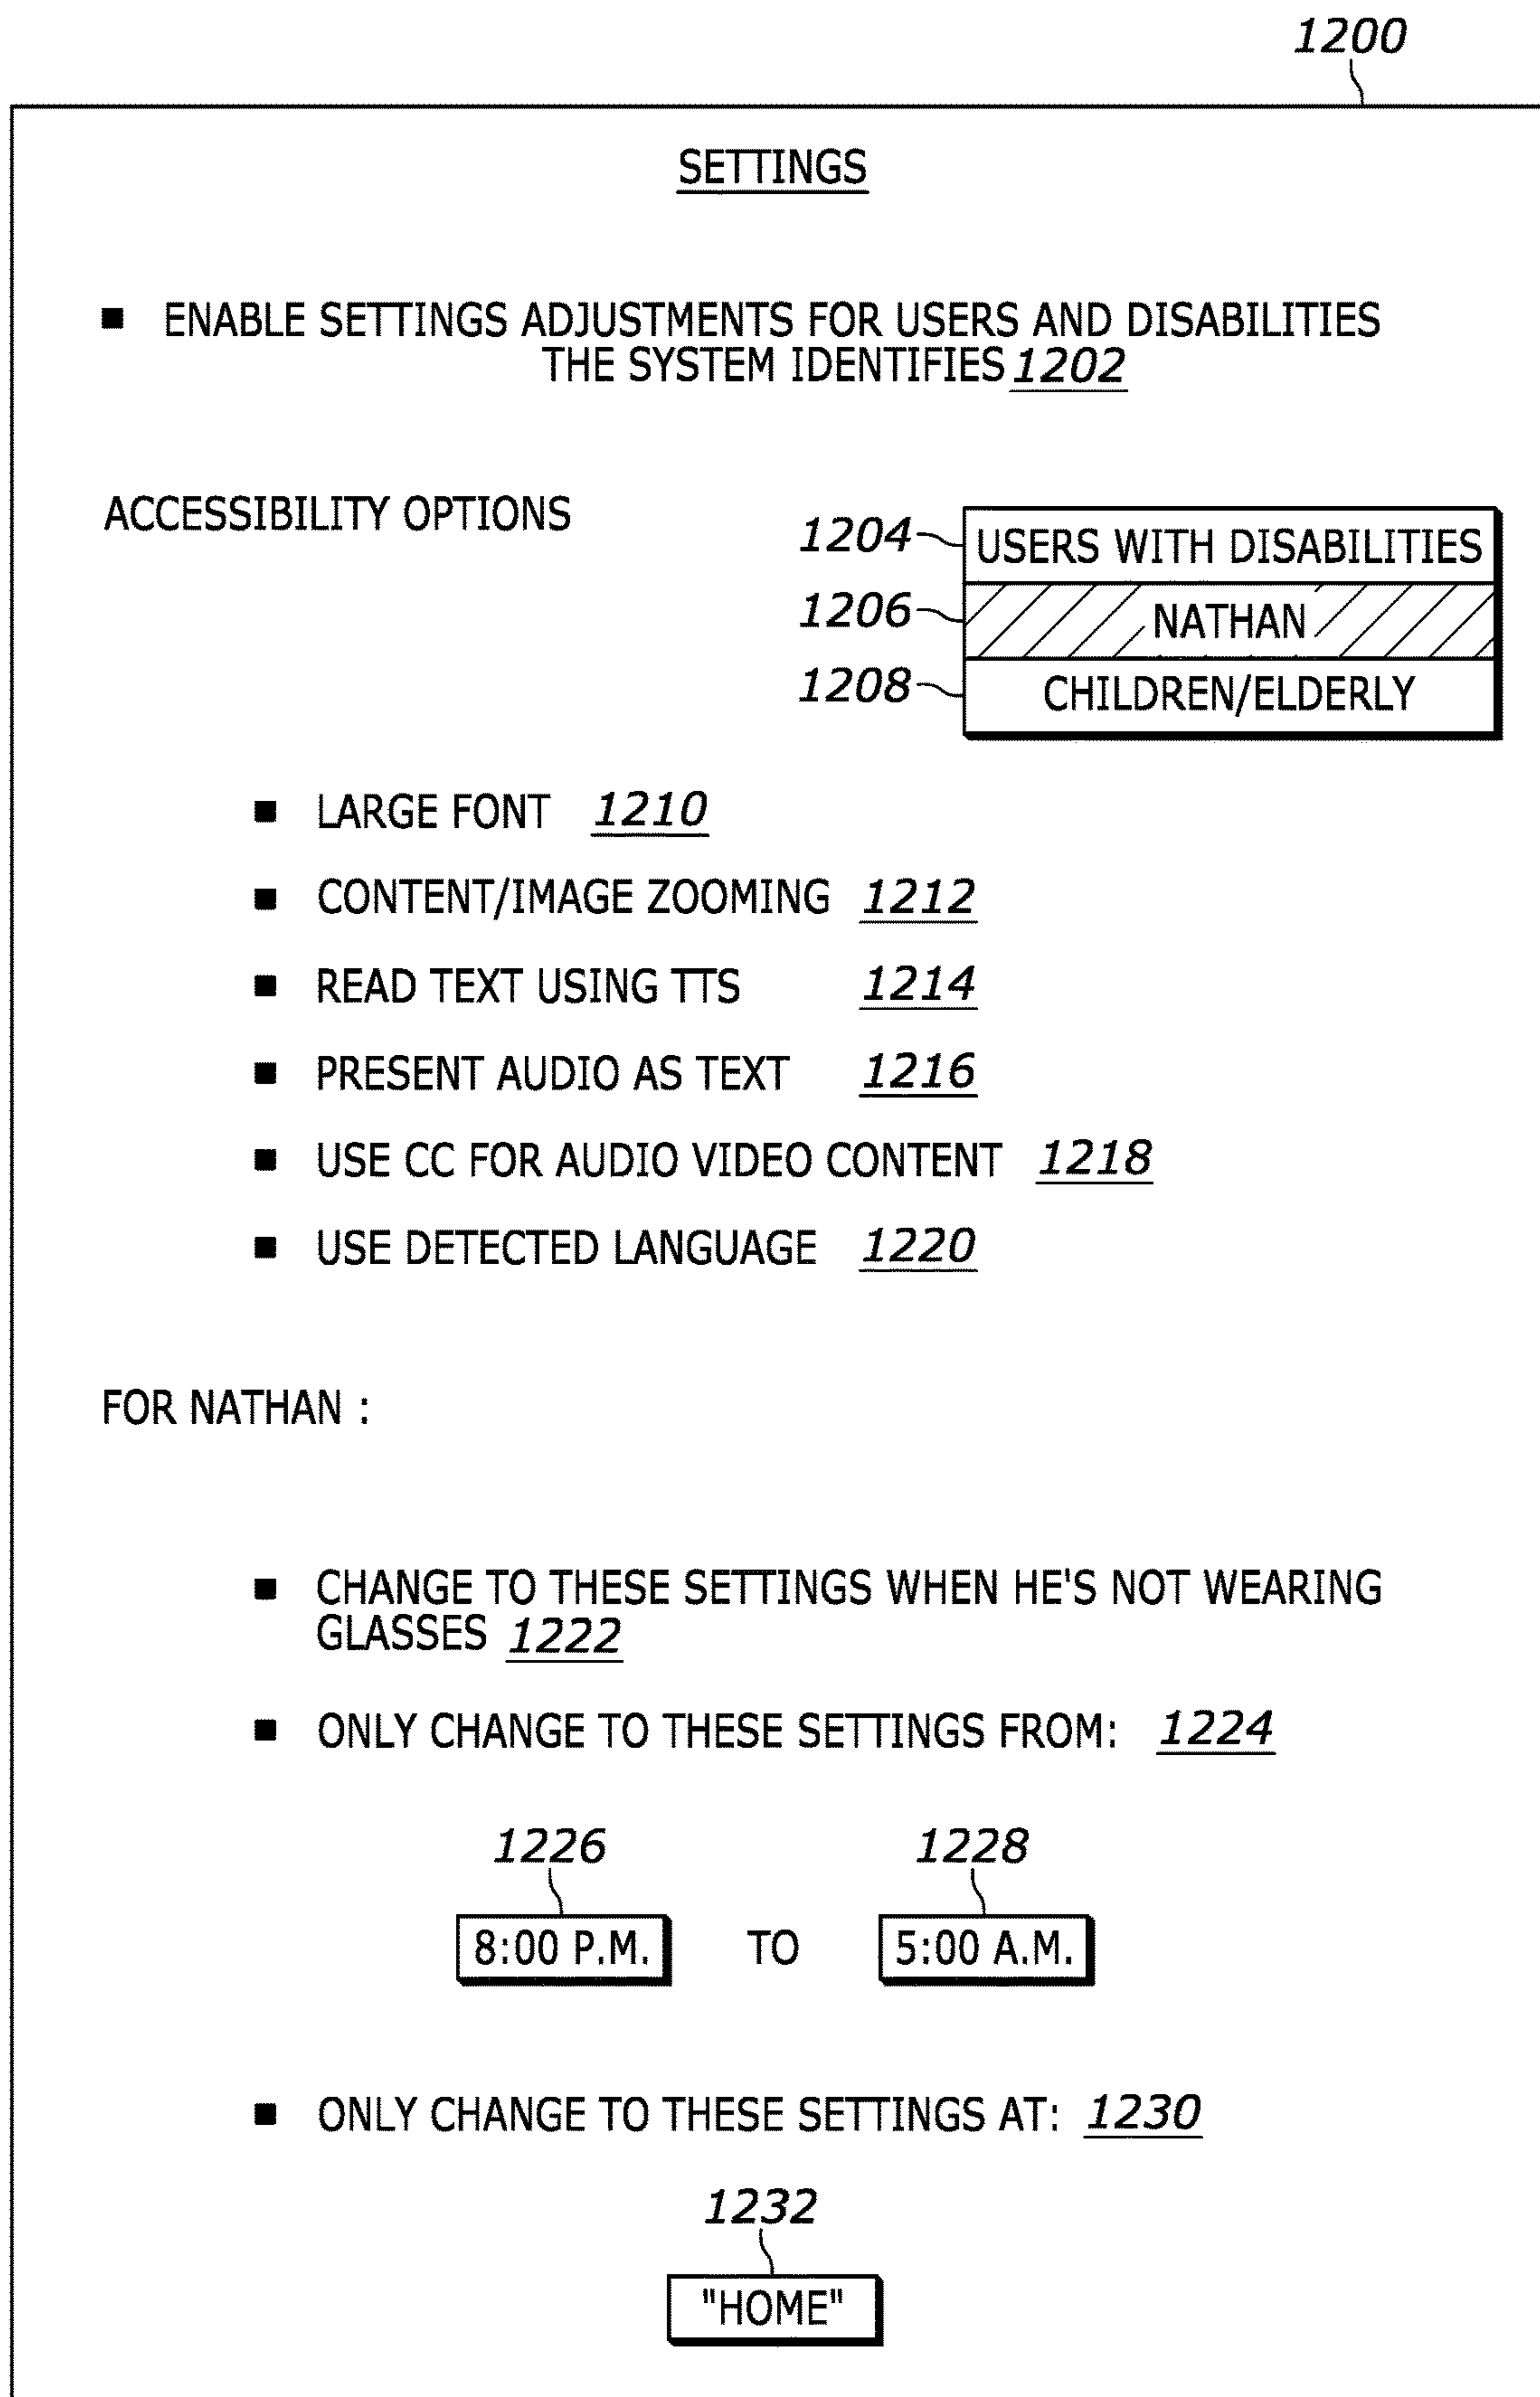 1200
SETTINGS
■ ENABLE SETTINGS ADJUSTMENTS FOR USERS AND DISABILITIES
THE SYSTEM IDENTIFIES 1202
ACCESSIBILITY OPTIONS
1204 USERS WITH DISABILITIES
1206 NATHAN
1208 CHILDREN/ELDERLY
■ LARGE FONT 1210
■ CONTENT/IMAGE ZOOMING 1212
■ READ TEXT USING TTS 1214
■ PRESENT AUDIO AS TEXT 1216
■ USE CC FOR AUDIO VIDEO CONTENT 1218
■ USE DETECTED LANGUAGE 1220
FOR NATHAN :
■ CHANGE TO THESE SETTINGS WHEN HE'S NOT WEARING
GLASSES 1222
■ ONLY CHANGE TO THESE SETTINGS FROM: 1224
1226 1228
8:00 P.M. TO 5:00 A.M.
■ ONLY CHANGE TO THESE SETTINGS AT: 1230
1232
"HOME"